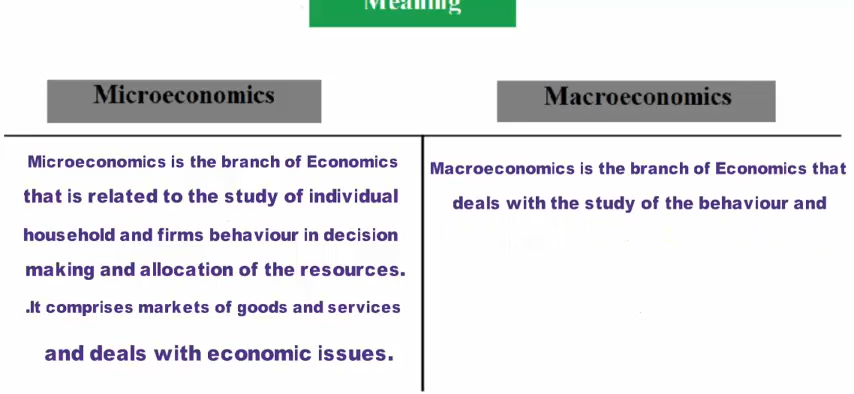 Meaning
Microeconomics
Macroeconomics
Microeconomics is the branch of Economics
that is related to the study of individual
household and firms behaviour in decision
making and allocation of the resources.
.It comprises markets of goods and services
and deals with economic issues.
Macroeconomics is the branch of Economics that
deals with the study of the behaviour and